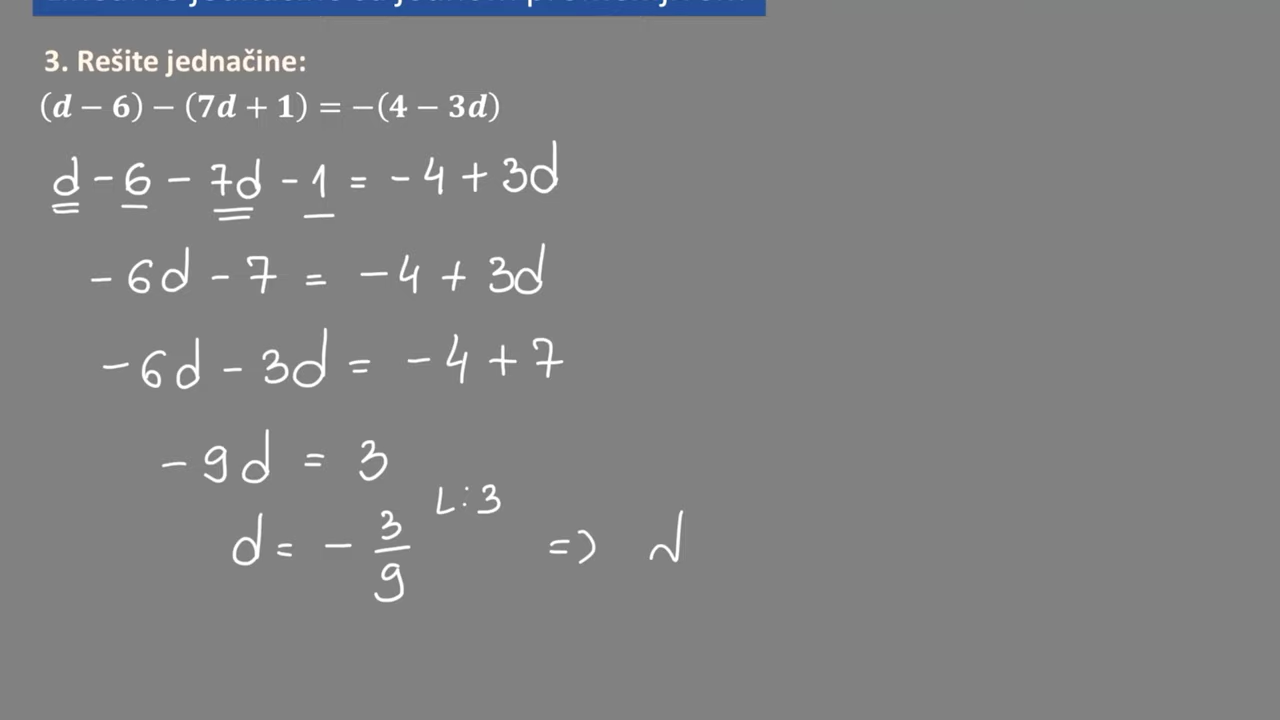 3. Rešite jednačine:
(d − 6) − (7d + 1) = −(4 − 3d)
d - 6 - 7d - 1 = - 4 + 3d
- 6d - 7 = - 4 + 3d
- 6d - 3d = - 4 + 7
- 9d = 3
d = - 3/9 L:3 => d